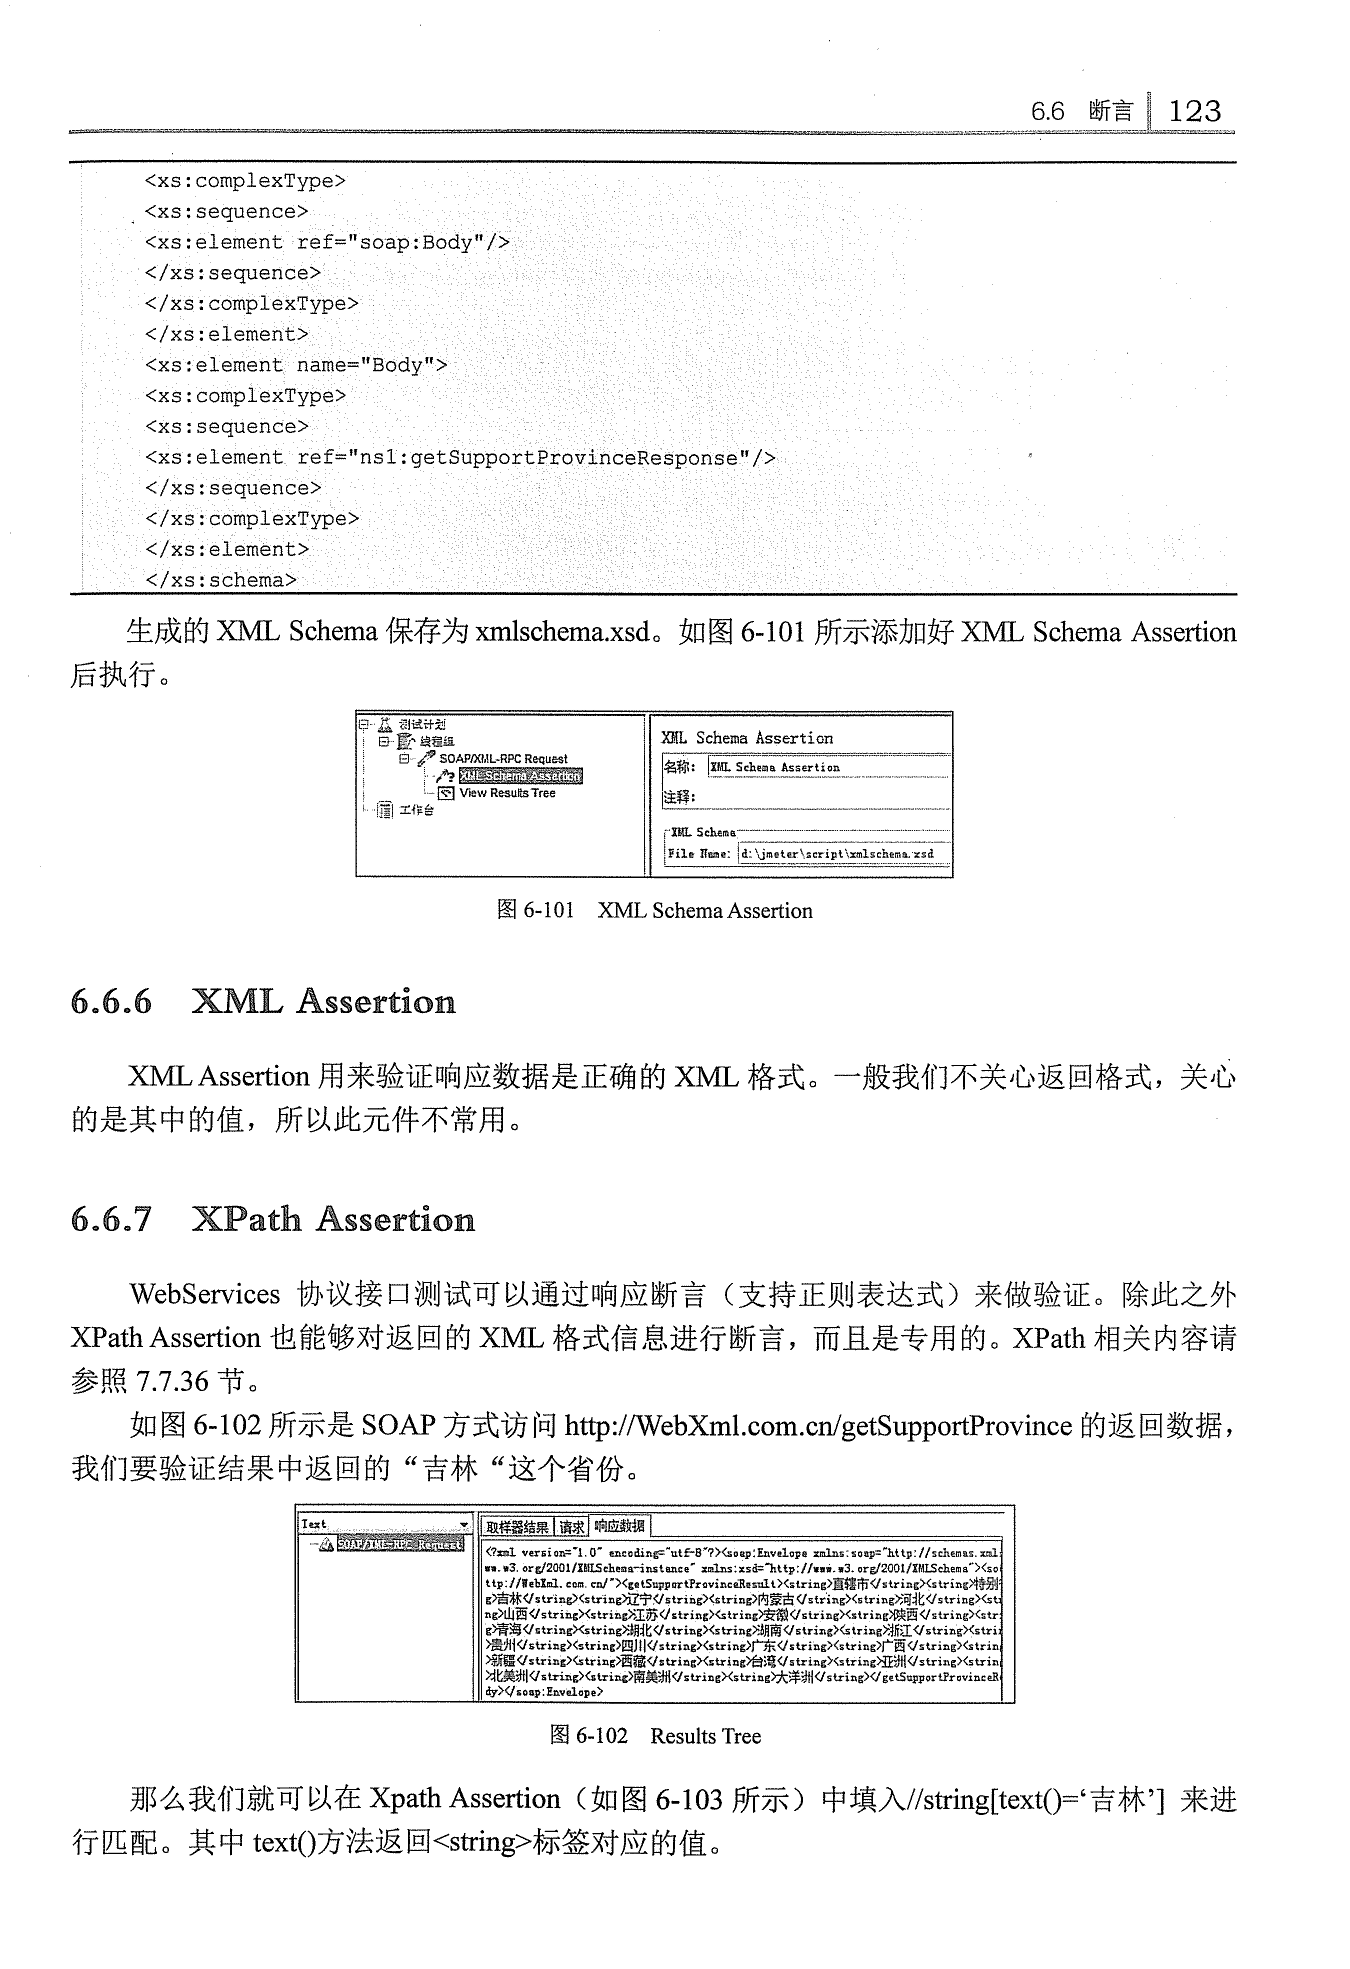 6.6 断言 123
<xs:complexType>
<xs:sequence>
<xs:element ref="soap:Body"/>
</xs:sequence>
</xs:complexType>
</xs:element>
<xs:element name="Body">
<xs:complexType>
<xs:sequence>
<xs:element ref="ns1:getSupportProvinceResponse"/>
</xs:sequence>
</xs:complexType>
</xs:element>
</xs:schema>
生成的 XML Schema 保存为 xmlschema.xsd。如图 6-101 所示添加好 XML Schema Assertion
后执行。
测试计划
线程组
SOAP/XML-RPC Request
XML Schema Assertion
View Results Tree
工作台
XML Schema Assertion
名称: XML Schema Assertion
注释:
XML Schema
File Name: d:\jmeter\script\xmlschema.xsd
图 6-101 XML Schema Assertion
6.6.6 XML Assertion
XML Assertion 用来验证响应数据是正确的 XML 格式。一般我们不关心返回格式，关心
的是其中的值，所以此元件不常用。
6.6.7 XPath Assertion
WebServices 协议接口测试可以通过响应断言（支持正则表达式）来做验证。除此之外
XPath Assertion 也能够对返回的 XML 格式信息进行断言，而且是专用的。XPath 相关内容请
参照 7.7.36 节。
如图 6-102 所示是 SOAP 方式访问 http://WebXml.com.cn/getSupportProvince 的返回数据，
我们要验证结果中返回的“吉林“这个省份。
Text
SOAP/XML-RPC Request
取样器结果 请求 响应数据
<?xml version="1.0" encoding="utf-8"?><soap:Envelope xmlns:soap="http://schemas.xml
ww.w3.org/2001/XMLSchema-instance" xmlns:xsd="http://www.w3.org/2001/XMLSchema"><so
ttp://WebXml.com.cn/"><getSupportProvinceResult><string>直辖市</string><string>特别
g>吉林</string><string>辽宁</string><string>内蒙古</string><string>河北</string><st
ng>山西</string><string>江苏</string><string>安徽</string><string>陕西</string><str
g>青海</string><string>湖北</string><string>湖南</string><string>浙江</string><stri
>贵州</string><string>四川</string><string>广东</string><string>广西</string><strin
>新疆</string><string>西藏</string><string>台湾</string><string>亚洲</string><strin
>北美洲</string><string>南美洲</string><string>大洋洲</string></getSupportProvinceR
dy></soap:Envelope>
图 6-102 Results Tree
那么我们就可以在 Xpath Assertion（如图 6-103 所示）中填入//string[text()=‘吉林’] 来进
行匹配。其中 text()方法返回<string>标签对应的值。